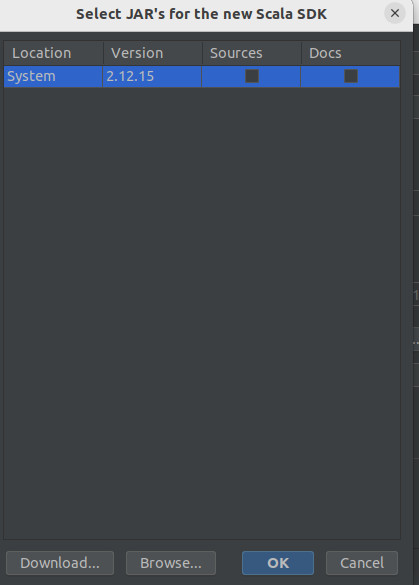 Select JAR's for the new Scala SDK
Location Version Sources Docs
System 2.12.15
Download... Browse... OK Cancel